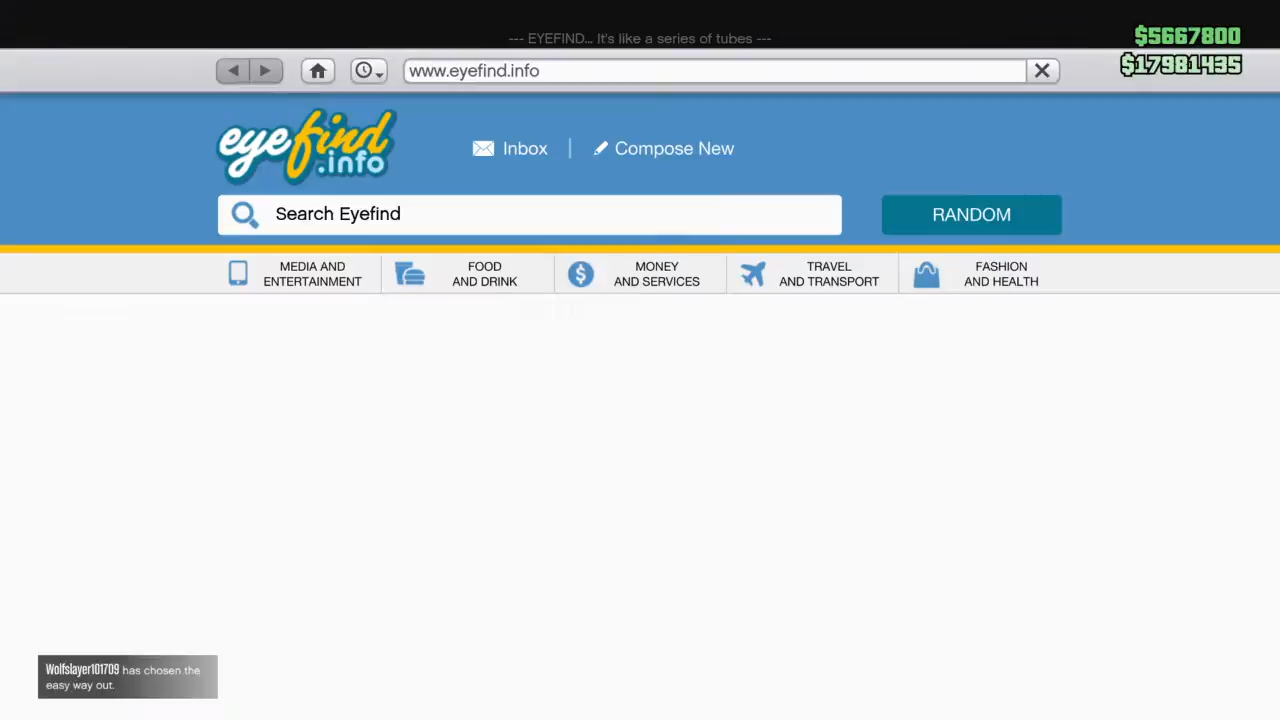 --- EYEFIND... It's like a series of tubes ---
$5667800
$17981435
www.eyefind.info
eyefind
.info
Inbox
Compose New
Search Eyefind
RANDOM
MEDIA AND
ENTERTAINMENT
FOOD
AND DRINK
MONEY
AND SERVICES
TRAVEL
AND TRANSPORT
FASHION
AND HEALTH
Wolfslayer101709 has chosen the
easy way out.